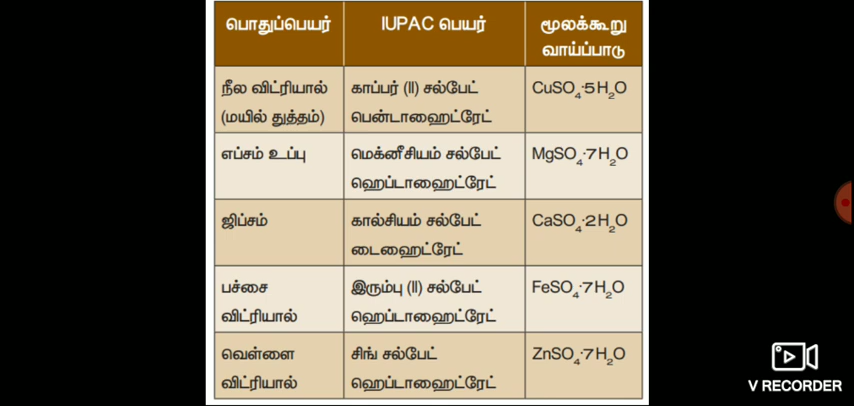 பொதுப்பெயர் IUPAC பெயர் மூலக்கூறு
வாய்ப்பாடு
நீல விட்ரியால் காப்பர் (II) சல்பேட் CuSO₄·5H₂O
(மயில் துத்தம்) பென்டாஹைட்ரேட்
எப்சம் உப்பு மெக்னீசியம் சல்பேட் MgSO₄·7H₂O
ஹெப்டாஹைட்ரேட்
ஜிப்சம் கால்சியம் சல்பேட் CaSO₄·2H₂O
டைஹைட்ரேட்
பச்சை இரும்பு (II) சல்பேட் FeSO₄·7H₂O
விட்ரியால் ஹெப்டாஹைட்ரேட்
வெள்ளை சிங் சல்பேட் ZnSO₄·7H₂O
விட்ரியால் ஹெப்டாஹைட்ரேட்
V RECORDER